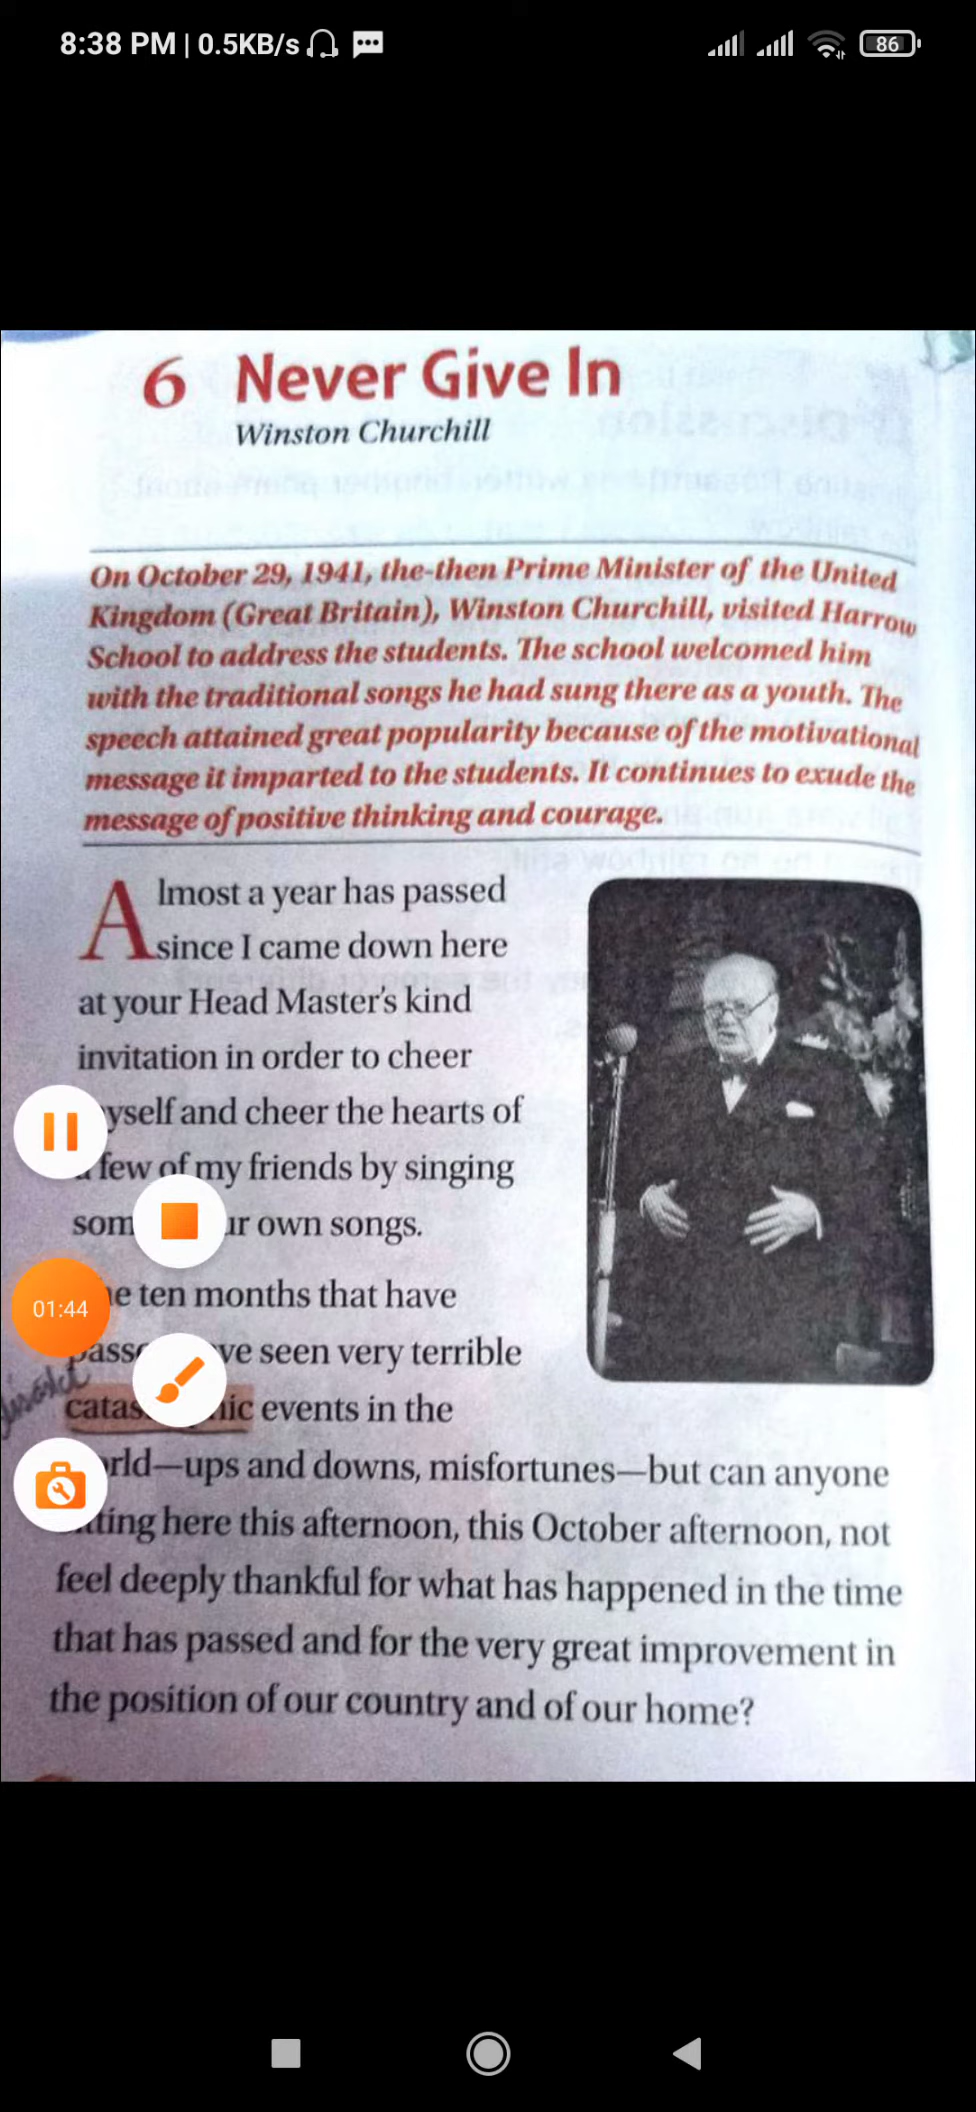 8:38 PM | 0.5KB/s
86
6 Never Give In
Winston Churchill
On October 29, 1941, the-then Prime Minister of the United
Kingdom (Great Britain), Winston Churchill, visited Harrow
School to address the students. The school welcomed him
with the traditional songs he had sung there as a youth. The
speech attained great popularity because of the motivational
message it imparted to the students. It continues to exude the
message of positive thinking and courage.
Almost a year has passed
since I came down here
at your Head Master's kind
invitation in order to cheer
yself and cheer the hearts of
few of my friends by singing
som ur own songs.
e ten months that have
pass ve seen very terrible
catas nic events in the
rld—ups and downs, misfortunes—but can anyone
tting here this afternoon, this October afternoon, not
feel deeply thankful for what has happened in the time
that has passed and for the very great improvement in
the position of our country and of our home?
01:44